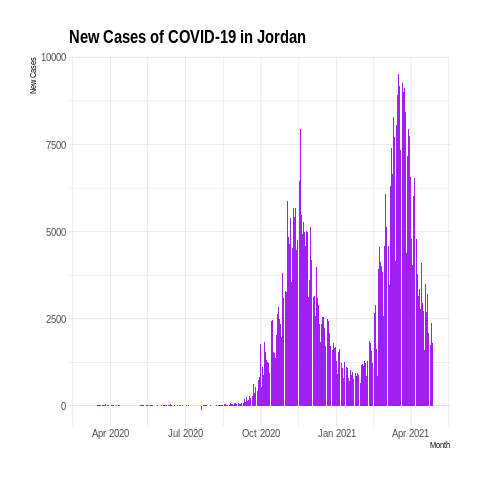 New Cases of COVID-19 in Jordan
New Cases
10000
7500
5000
2500
0
Apr 2020 Jul 2020 Oct 2020 Jan 2021 Apr 2021
Month